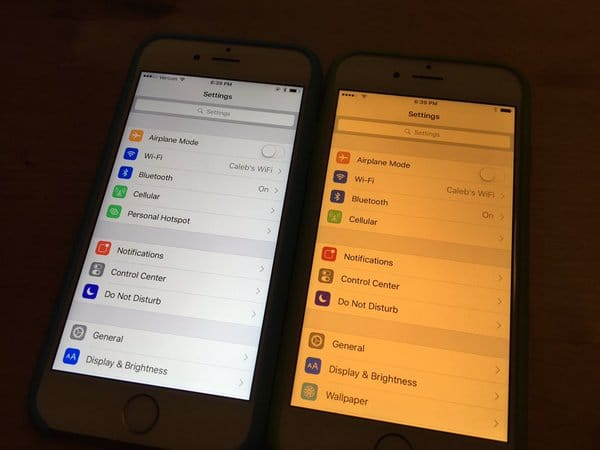 Verizon 6:39 PM
Settings
Settings
Airplane Mode
Wi-Fi Caleb's WiFi
Bluetooth On
Cellular
Personal Hotspot
Notifications
Control Center
Do Not Disturb
General
AA Display & Brightness
6:39 PM
Settings
Settings
Airplane Mode
Wi-Fi Caleb's WiFi
Bluetooth On
Cellular
Notifications
Control Center
Do Not Disturb
General
AA Display & Brightness
Wallpaper